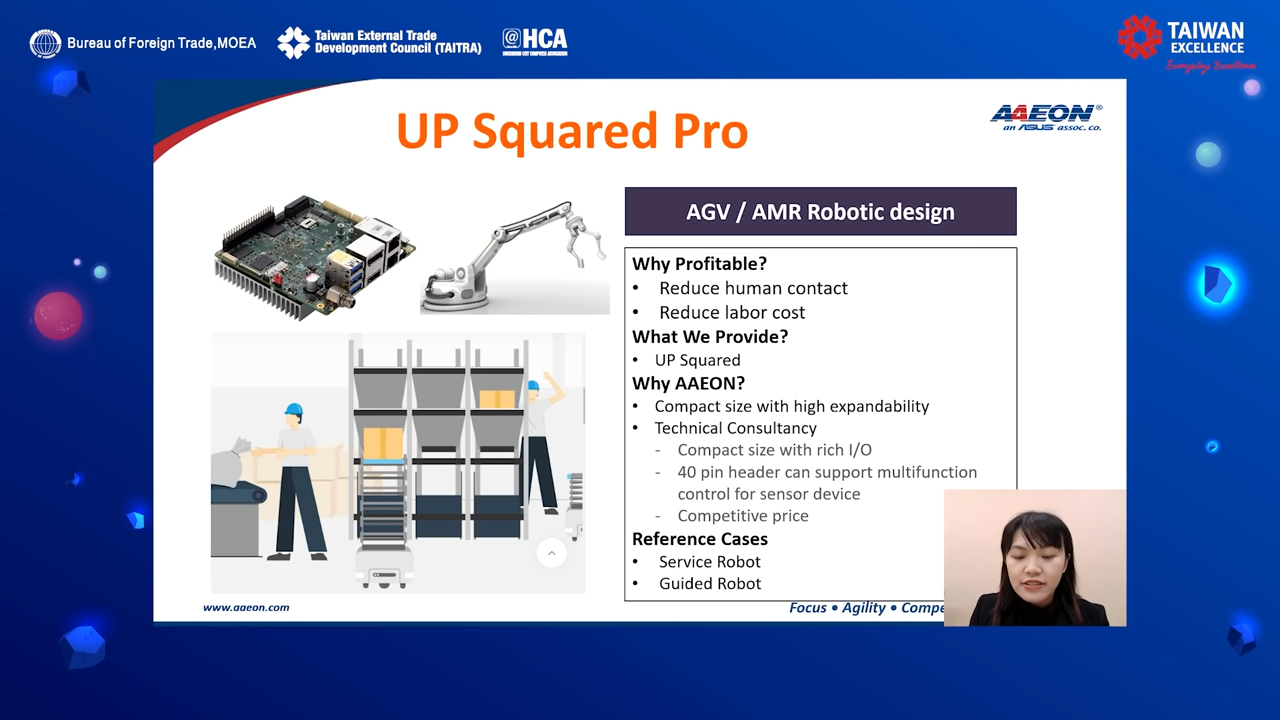 Bureau of Foreign Trade,MOEA
Taiwan External Trade
Development Council (TAITRA)
@HCA
TAIWAN
EXCELLENCE
Everyday Excellence
UP Squared Pro
AAEON®
an ASUS assoc. co.
AGV / AMR Robotic design
Why Profitable?
• Reduce human contact
• Reduce labor cost
What We Provide?
• UP Squared
Why AAEON?
• Compact size with high expandability
• Technical Consultancy
- Compact size with rich I/O
- 40 pin header can support multifunction
control for sensor device
- Competitive price
Reference Cases
• Service Robot
• Guided Robot
www.aaeon.com
Focus • Agility • Compe